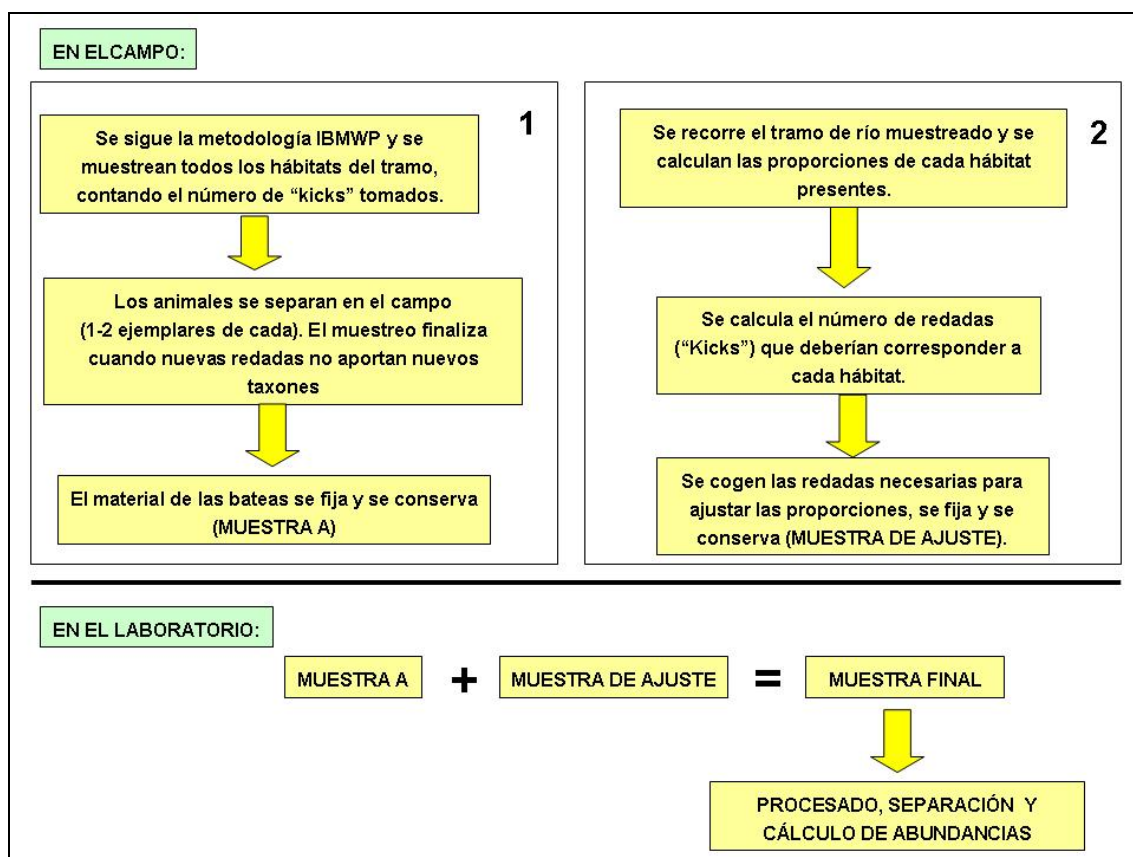 EN ELCAMPO:
1
Se sigue la metodología IBMWP y se
muestrean todos los hábitats del tramo,
contando el número de “kicks” tomados.
Los animales se separan en el campo
(1-2 ejemplares de cada). El muestreo finaliza
cuando nuevas redadas no aportan nuevos
taxones
El material de las bateas se fija y se conserva
(MUESTRA A)
2
Se recorre el tramo de río muestreado y se
calculan las proporciones de cada hábitat
presentes.
Se calcula el número de redadas
(“Kicks”) que deberían corresponder a
cada hábitat.
Se cogen las redadas necesarias para
ajustar las proporciones, se fija y se
conserva (MUESTRA DE AJUSTE).
EN EL LABORATORIO:
MUESTRA A + MUESTRA DE AJUSTE = MUESTRA FINAL
PROCESADO, SEPARACIÓN Y
CÁLCULO DE ABUNDANCIAS